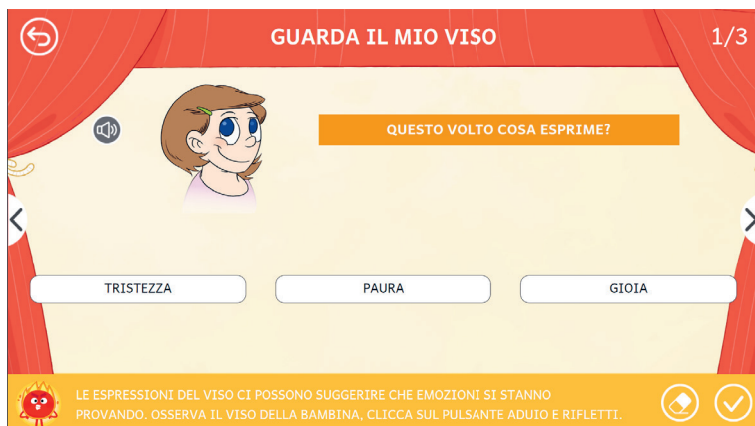 GUARDA IL MIO VISO
1/3
QUESTO VOLTO COSA ESPRIME?
TRISTEZZA
PAURA
GIOIA
LE ESPRESSIONI DEL VISO CI POSSONO SUGGERIRE CHE EMOZIONI SI STANNO
PROVANDO. OSSERVA IL VISO DELLA BAMBINA, CLICCA SUL PULSANTE ADUIO E RIFLETTI.